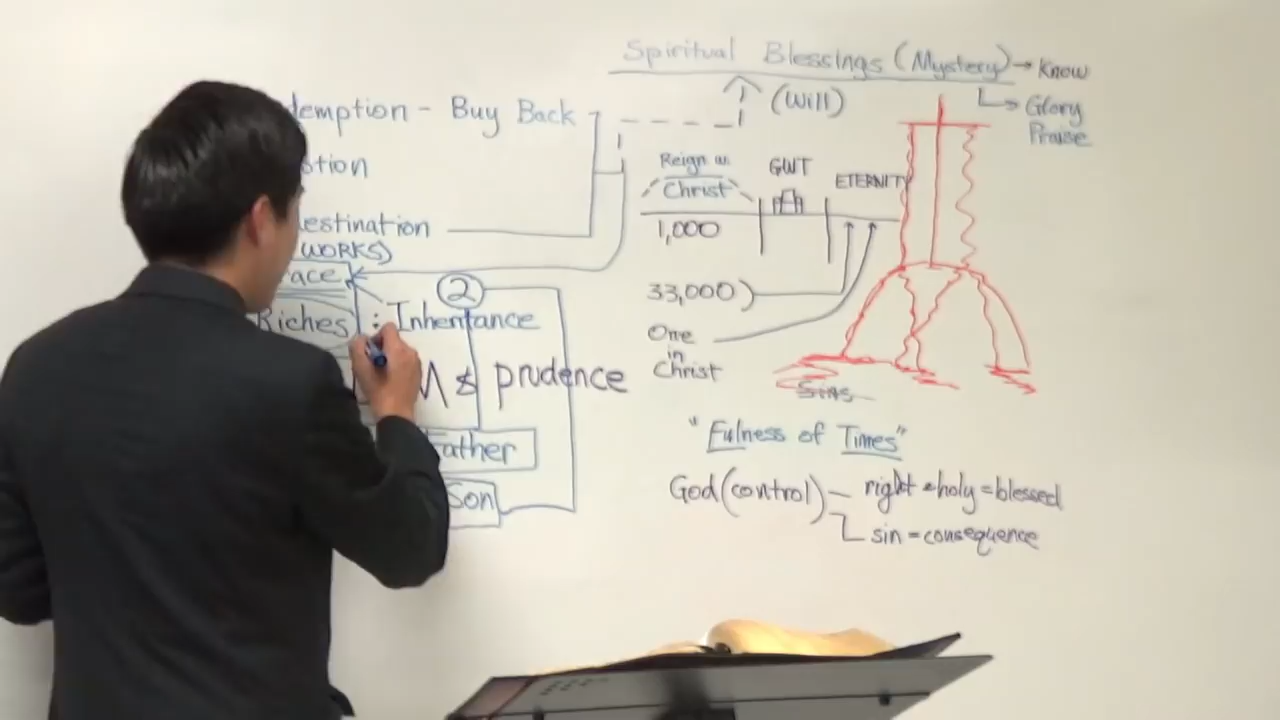 Spiritual Blessings (Mystery) → Know
(Will)
Glory
Praise
demption - Buy Back
Reign w.
Christ
GWT
ETERNITY
1,000
estination
(WORKS)
ace
2
Riches
: Inheritance
33,000)
One
in
Christ
M & prudence
Sins
"Fulness of Times"
Father
God (control)
right + holy = blessed
Son
sin = consequence